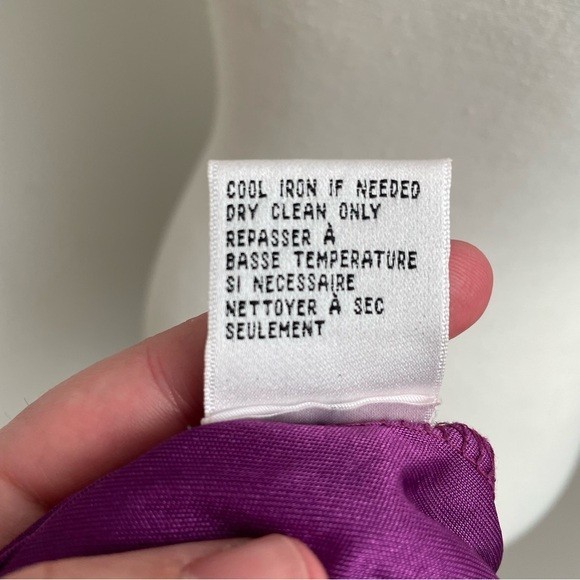 COOL IRON IF NEEDED
DRY CLEAN ONLY
REPASSER À
BASSE TEMPERATURE
SI NECESSAIRE
NETTOYER À SEC
SEULEMENT